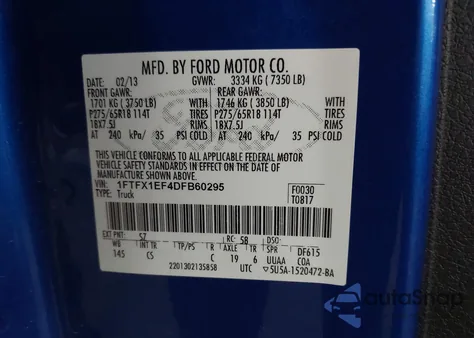 MFD. BY FORD MOTOR CO.
DATE: 02/13 GVWR: 3334 KG ( 7350 LB)
FRONT GAWR: REAR GAWR:
1701 KG ( 3750 LB) 1746 KG ( 3850 LB)
P275/65R18 114T TIRES P275/65R18 114T TIRES
18X7.5J RIMS 18X7.5J RIMS
AT 240 kPa/ 35 PSI COLD AT 240 kPa/ 35 PSI COLD
THIS VEHICLE CONFORMS TO ALL APPLICABLE FEDERAL MOTOR
VEHICLE SAFETY STANDARDS IN EFFECT ON THE DATE OF
MANUFACTURE SHOWN ABOVE.
VIN: 1FTFX1EF4DFB60295 F0030
TYPE: Truck T0817
EXT PNT: SZ RC: 58 DSO:
WB INT TR TP/PS R AXLE TR SPR DF615
145 CS C 19 6 UUAA COA
2201302135858 UTC 5U5A-1520472-BA
AutoSnap